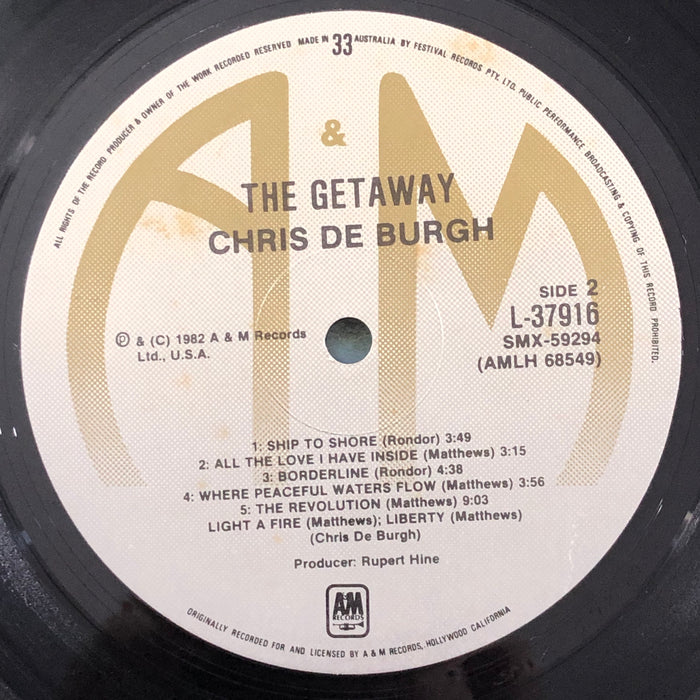 ALL RIGHTS OF THE RECORD PRODUCER & OWNER OF THE WORK RECORDED RESERVED MADE IN 33 AUSTRALIA BY FESTIVAL RECORDS PTY. LTD. PUBLIC PERFORMANCE BROADCASTING & COPYING OF THIS RECORD PROHIBITED.
A & M
THE GETAWAY
CHRIS DE BURGH
SIDE 2
L-37916
SMX-59294
(AMLH 68549)
℗ & (C) 1982 A & M Records
Ltd., U.S.A.
1: SHIP TO SHORE (Rondor) 3:49
2: ALL THE LOVE I HAVE INSIDE (Matthews) 3:15
3: BORDERLINE (Rondor) 4:38
4: WHERE PEACEFUL WATERS FLOW (Matthews) 3:56
5: THE REVOLUTION (Matthews) 9:03
LIGHT A FIRE (Matthews); LIBERTY (Matthews)
(Chris De Burgh)
Producer: Rupert Hine
A&M
RECORDS
ORIGINALLY RECORDED FOR AND LICENSED BY A & M RECORDS, HOLLYWOOD CALIFORNIA